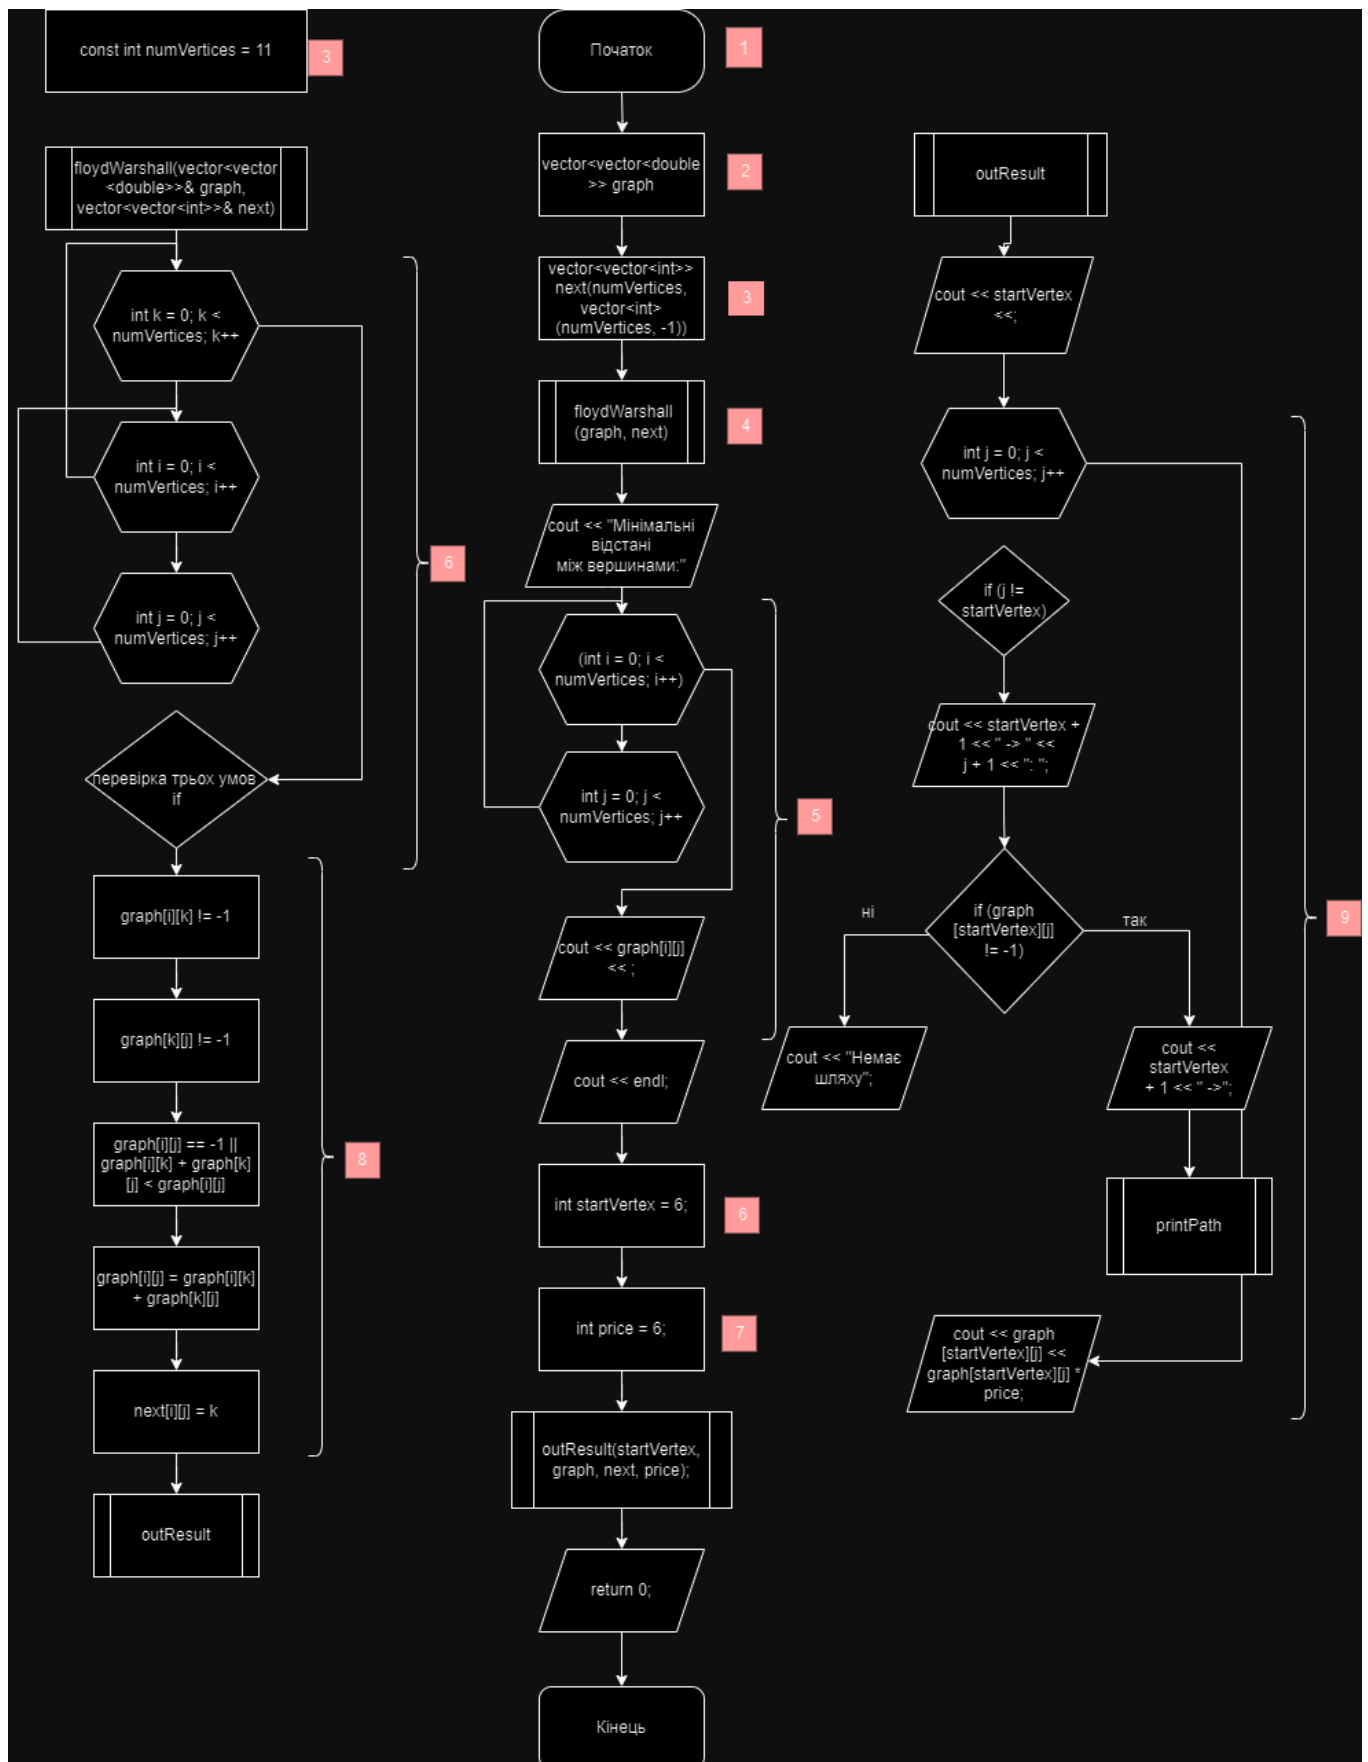 const int numVertices = 11
3
floydWarshall(vector<vector
<double>>& graph,
vector<vector<int>>& next)
int k = 0; k <
numVertices; k++
int i = 0; i <
numVertices; i++
int j = 0; j <
numVertices; j++
6
перевірка трьох умов
if
graph[i][k] != -1
graph[k][j] != -1
graph[i][j] == -1 ||
graph[i][k] + graph[k]
[j] < graph[i][j]
8
graph[i][j] = graph[i][k]
+ graph[k][j]
next[i][j] = k
outResult
Початок
1
vector<vector<double
>> graph
2
vector<vector<int>>
next(numVertices,
vector<int>
(numVertices, -1))
3
floydWarshall
(graph, next)
4
cout << "Мінімальні
відстані
між вершинами:"
(int i = 0; i <
numVertices; i++)
int j = 0; j <
numVertices; j++
5
cout << graph[i][j]
<< ;
cout << endl;
int startVertex = 6;
6
int price = 6;
7
outResult(startVertex,
graph, next, price);
return 0;
Кінець
outResult
cout << startVertex
<<;
int j = 0; j <
numVertices; j++
if (j !=
startVertex)
cout << startVertex +
1 << " -> " <<
j + 1 << ": ";
if (graph
[startVertex][j]
!= -1)
ні
так
9
cout << "Немає
шляху";
cout <<
startVertex
+ 1 << " ->";
printPath
cout << graph
[startVertex][j] <<
graph[startVertex][j] *
price;